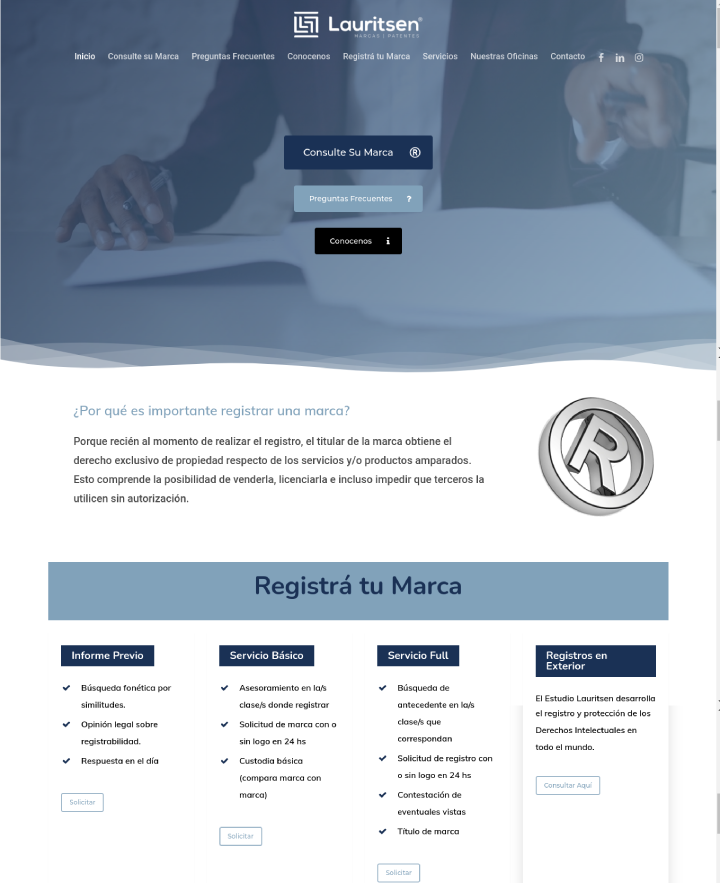 Lauritsen®
MARCAS | PATENTES
Inicio Consulte su Marca Preguntas Frecuentes Conocenos Registrá tu Marca Servicios Nuestras Oficinas Contacto
Consulte Su Marca ®
Preguntas Frecuentes ?
Conocenos i
¿Por qué es importante registrar una marca?
Porque recién al momento de realizar el registro, el titular de la marca obtiene el
derecho exclusivo de propiedad respecto de los servicios y/o productos amparados.
Esto comprende la posibilidad de venderla, licenciarla e incluso impedir que terceros la
utilicen sin autorización.
R
Registrá tu Marca
Informe Previo
Búsqueda fonética por
similitudes.
Opinión legal sobre
registrabilidad.
Respuesta en el día
Solicitar
Servicio Básico
Asesoramiento en la/s
clase/s donde registrar
Solicitud de marca con o
sin logo en 24 hs
Custodia básica
(compara marca con
marca)
Solicitar
Servicio Full
Búsqueda de
antecedente en la/s
clase/s que
correspondan
Solicitud de registro con
o sin logo en 24 hs
Contestación de
eventuales vistas
Título de marca
Solicitar
Registros en
Exterior
El Estudio Lauritsen desarrolla
el registro y protección de los
Derechos Intelectuales en
todo el mundo.
Consultar Aquí